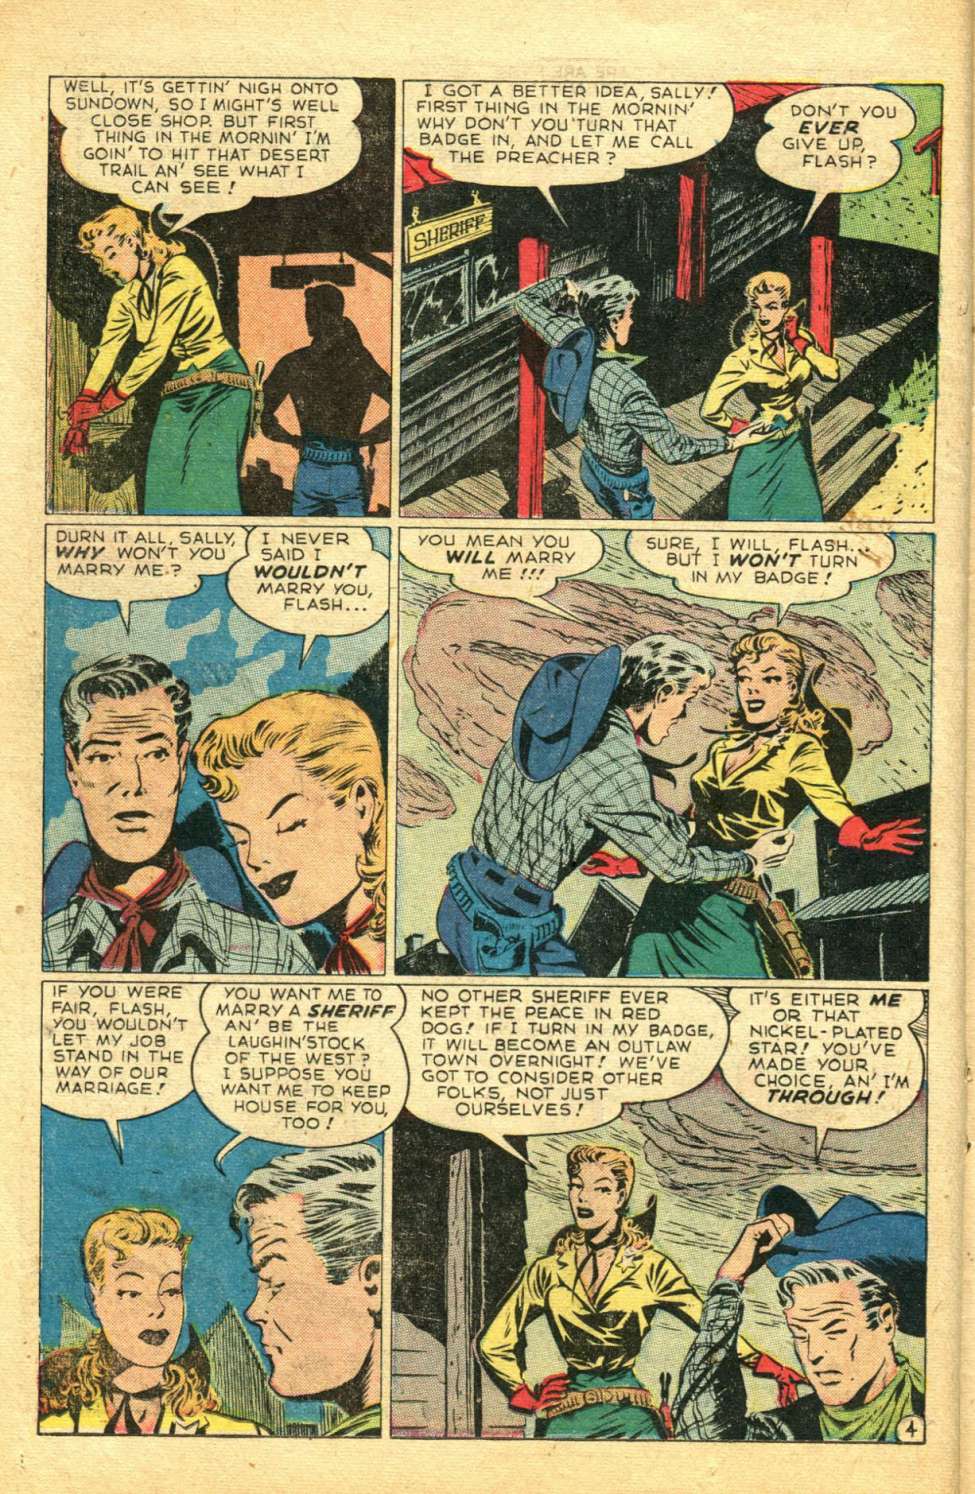 WELL, IT'S GETTIN' NIGH ONTO
SUNDOWN, SO I MIGHT'S WELL
CLOSE SHOP. BUT FIRST
THING IN THE MORNIN' I'M
GOIN' TO HIT THAT DESERT
TRAIL AN' SEE WHAT I
CAN SEE!
I GOT A BETTER IDEA, SALLY!
FIRST THING IN THE MORNIN'
WHY DON'T YOU TURN THAT
BADGE IN, AND LET ME CALL
THE PREACHER?
DON'T YOU
EVER
GIVE UP,
FLASH?
SHERIFF
DURN IT ALL, SALLY,
WHY WON'T YOU
MARRY ME?
I NEVER
SAID I
WOULDN'T
MARRY YOU,
FLASH...
YOU MEAN YOU
WILL MARRY
ME!!!
SURE, I WILL, FLASH...
BUT I WON'T TURN
IN MY BADGE!
IF YOU WERE
FAIR, FLASH,
YOU WOULDN'T
LET MY JOB
STAND IN THE
WAY OF OUR
MARRIAGE!
YOU WANT ME TO
MARRY A SHERIFF
AN' BE THE
LAUGHIN'STOCK
OF THE WEST?
I SUPPOSE YOU
WANT ME TO KEEP
HOUSE FOR YOU,
TOO!
NO OTHER SHERIFF EVER
KEPT THE PEACE IN RED
DOG! IF I TURN IN MY BADGE,
IT WILL BECOME AN OUTLAW
TOWN OVERNIGHT! WE'VE
GOT TO CONSIDER OTHER
FOLKS, NOT JUST
OURSELVES!
IT'S EITHER ME
OR THAT
NICKEL-PLATED
STAR! YOU'VE
MADE YOUR
CHOICE, AN' I'M
THROUGH!
4